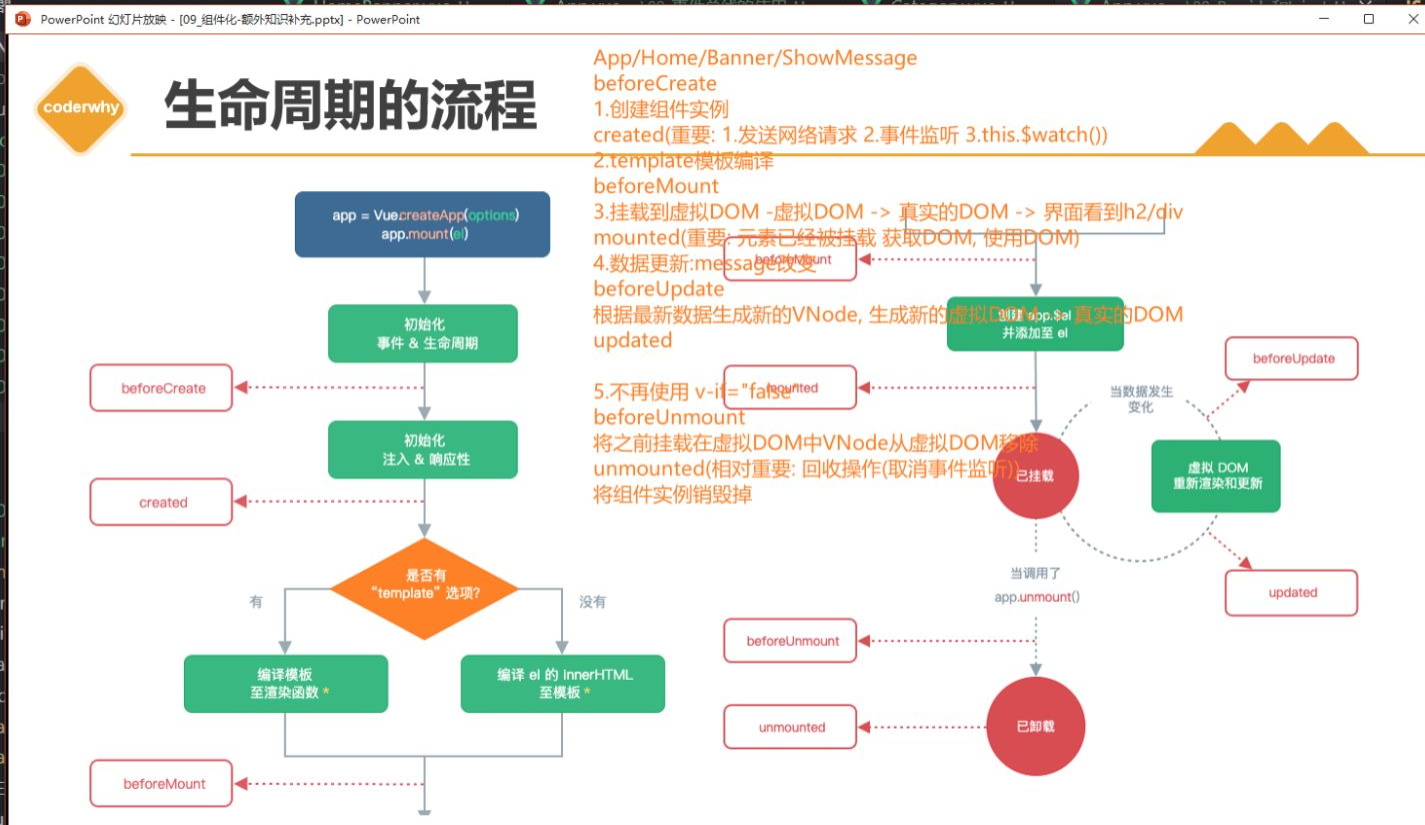 PowerPoint 幻灯片放映 - [09_组件化-额外知识补充.pptx] - PowerPoint
coderwhy
生命周期的流程
App/Home/Banner/ShowMessage
beforeCreate
1.创建组件实例
created(重要: 1.发送网络请求 2.事件监听 3.this.$watch())
2.template模板编译
beforeMount
3.挂载到虚拟DOM -虚拟DOM -> 真实的DOM -> 界面看到h2/div
mounted(重要: 元素已经被挂载 获取DOM, 使用DOM)
4.数据更新:message改变
beforeUpdate
根据最新数据生成新的VNode, 生成新的虚拟DOM -> 真实的DOM
updated
5.不再使用 v-if="false"
beforeUnmount
将之前挂载在虚拟DOM中VNode从虚拟DOM移除
unmounted(相对重要: 回收操作(取消事件监听))
将组件实例销毁掉
app = Vue.createApp(options)
app.mount(el)
初始化
事件 & 生命周期
beforeCreate
初始化
注入 & 响应性
created
是否有
“template” 选项?
有
没有
编译模板
至渲染函数 *
编译 el 的 innerHTML
至模板 *
beforeMount
beforeMount
创建 app.$el
并添加至 el
mounted
已挂载
当数据发生
变化
beforeUpdate
虚拟 DOM
重新渲染和更新
updated
当调用了
app.unmount()
beforeUnmount
unmounted
已卸载